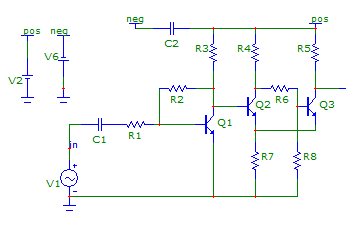 pos neg neg pos
C2 R3 R4 R5
V6
V2 R2 R6
Q1 Q2 Q3
C1 R1
in R7 R8
+
V1
-